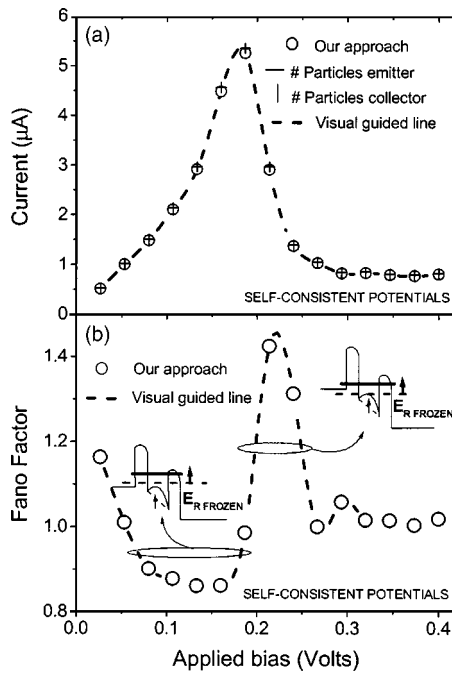 (a)
Our approach
# Particles emitter
# Particles collector
Visual guided line
Current (µA)
6
5
4
3
2
1
0
SELF-CONSISTENT POTENTIALS
(b)
Our approach
Visual guided line
E_R FROZEN
E_R FROZEN
Fano Factor
1.4
1.2
1.0
0.8
SELF-CONSISTENT POTENTIALS
0.0 0.1 0.2 0.3 0.4
Applied bias (Volts)